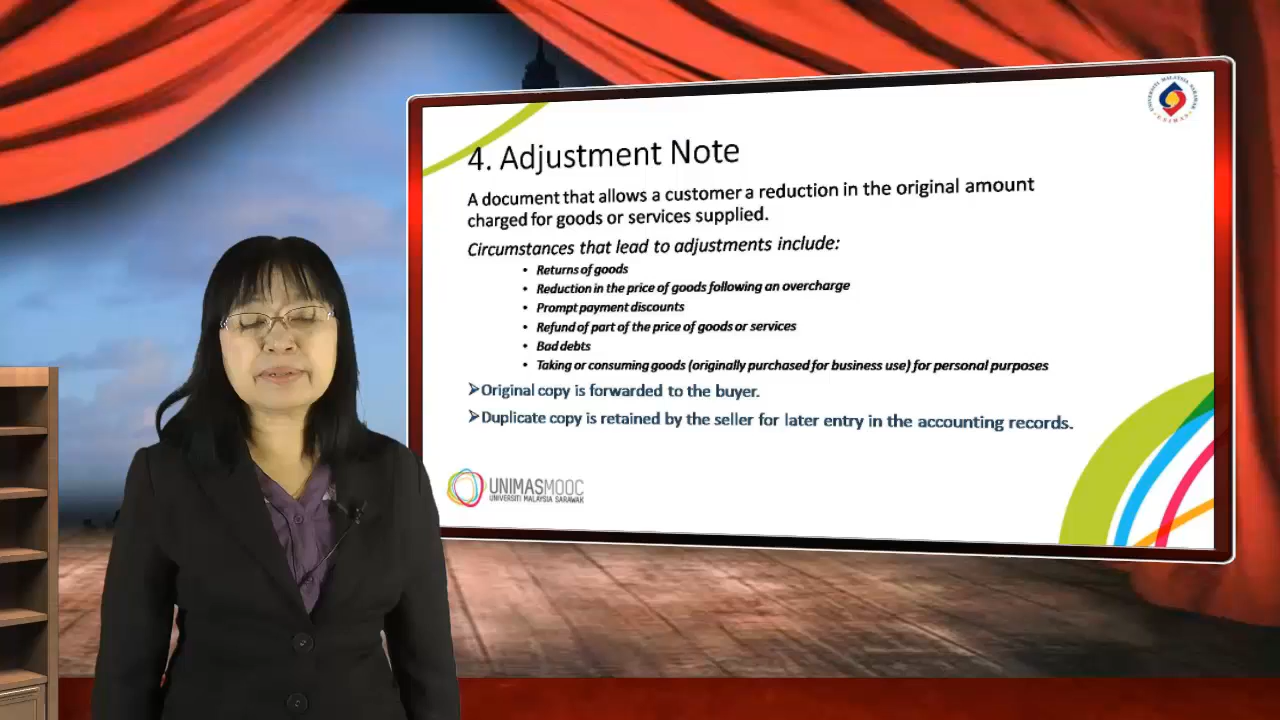 UNIVERSITI MALAYSIA SARAWAK
UNIMAS
4. Adjustment Note
A document that allows a customer a reduction in the original amount
charged for goods or services supplied.
Circumstances that lead to adjustments include:
• Returns of goods
• Reduction in the price of goods following an overcharge
• Prompt payment discounts
• Refund of part of the price of goods or services
• Bad debts
• Taking or consuming goods (originally purchased for business use) for personal purposes
➢Original copy is forwarded to the buyer.
➢Duplicate copy is retained by the seller for later entry in the accounting records.
UNIMASMOOC
UNIVERSITI MALAYSIA SARAWAK